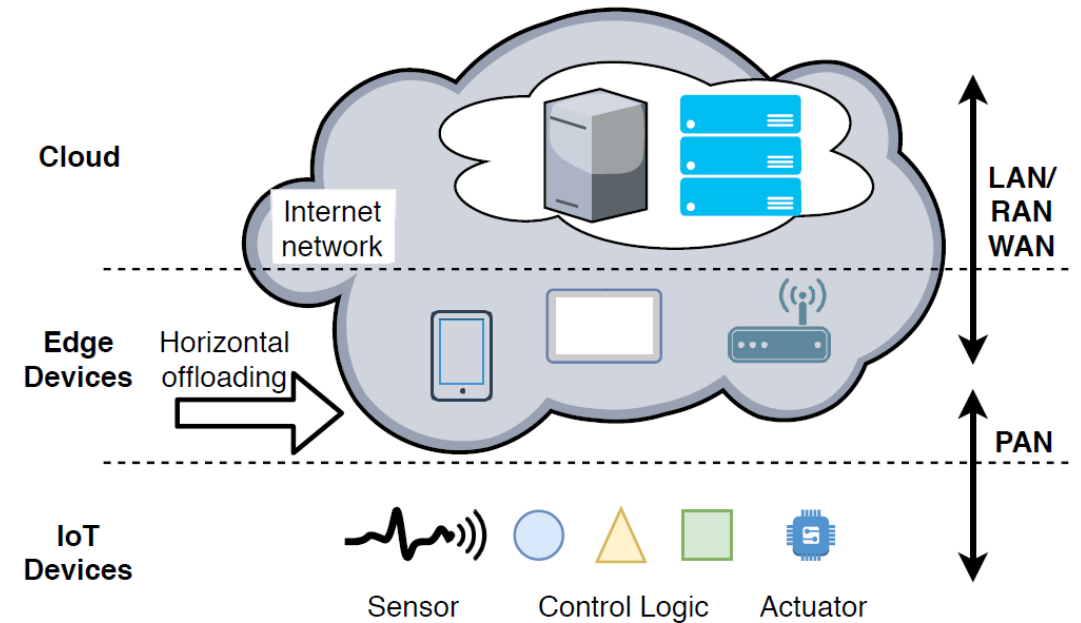 Cloud
Internet
network
LAN/
RAN
WAN
Edge
Devices
Horizontal
offloading
PAN
IoT
Devices
Sensor
Control Logic
Actuator